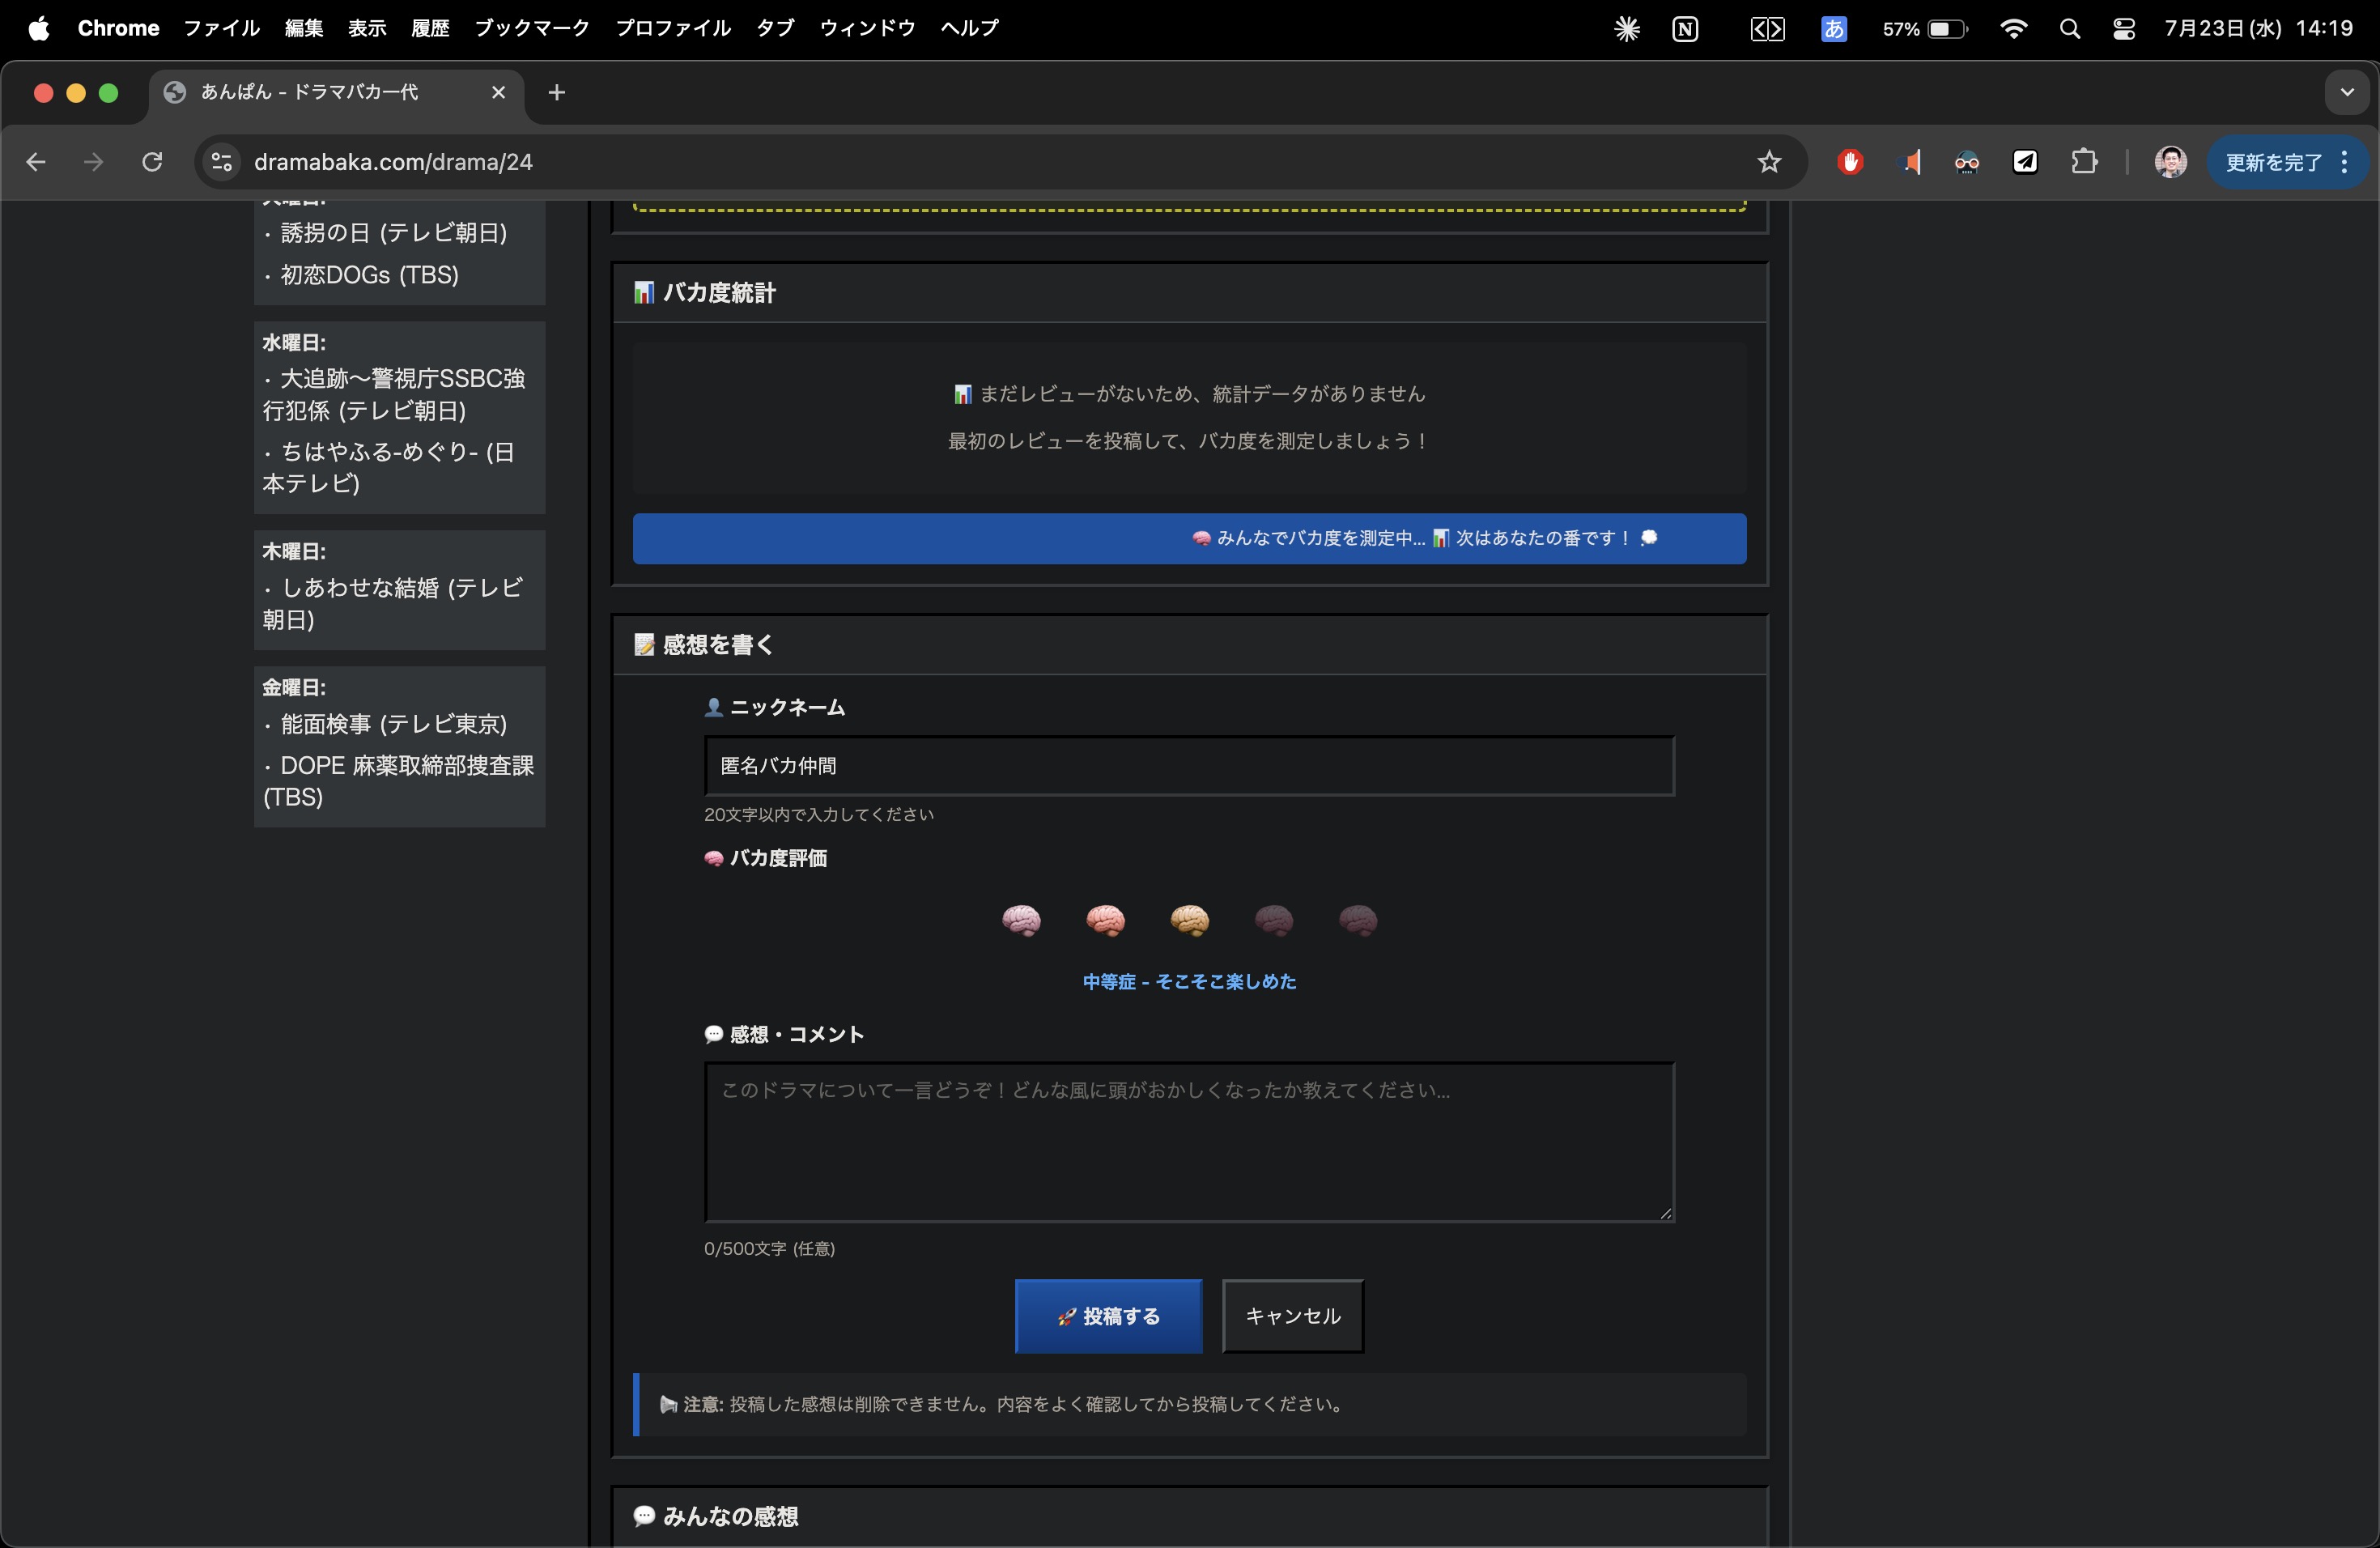 Chrome ファイル 編集 表示 履歴 ブックマーク プロファイル タブ ウィンドウ ヘルプ
N あ 57% 7月23日(水) 14:19
あんぱん - ドラマバカ一代
dramabaka.com/drama/24
更新を完了
・ 誘拐の日 (テレビ朝日)
・ 初恋DOGs (TBS)
水曜日:
・ 大追跡〜警視庁SSBC強
行犯係 (テレビ朝日)
・ ちはやふる-めぐり- (日
本テレビ)
木曜日:
・ しあわせな結婚 (テレビ
朝日)
金曜日:
・ 能面検事 (テレビ東京)
・ DOPE 麻薬取締部捜査課
(TBS)
📊 バカ度統計
📊 まだレビューがないため、統計データがありません
最初のレビューを投稿して、バカ度を測定しましょう！
🧠 みんなでバカ度を測定中... 📊 次はあなたの番です！ 💭
📝 感想を書く
👤 ニックネーム
匿名バカ仲間
20文字以内で入力してください
🧠 バカ度評価
中等症 - そこそこ楽しめた
💬 感想・コメント
このドラマについて一言どうぞ！どんな風に頭がおかしくなったか教えてください...
0/500文字 (任意)
🚀 投稿する
キャンセル
📢 注意: 投稿した感想は削除できません。内容をよく確認してから投稿してください。
💬 みんなの感想